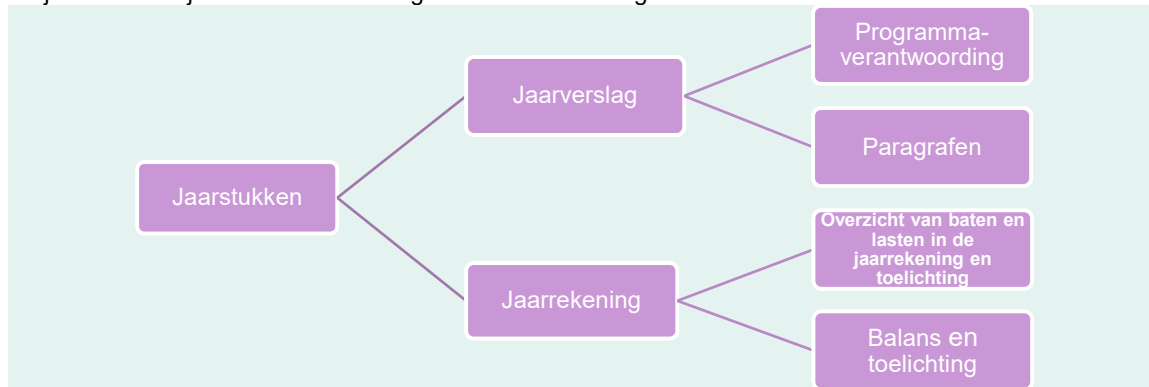 Programma-
verantwoording
Jaarverslag
Paragrafen
Jaarstukken
Overzicht van baten en
lasten in de
jaarrekening en
toelichting
Jaarrekening
Balans en
toelichting